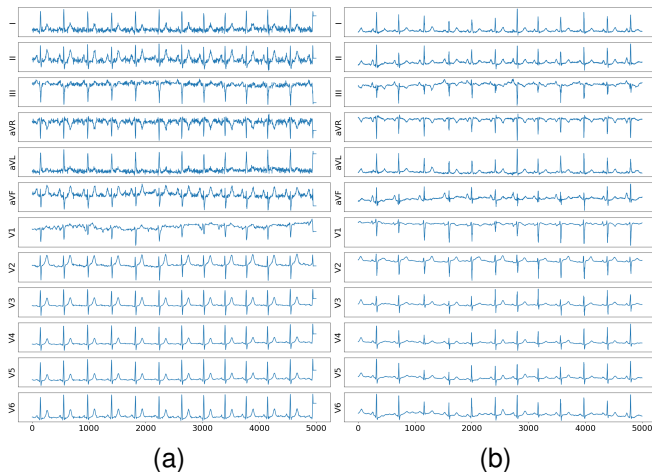 I I
II II
III III
aVR aVR
aVL aVL
aVF aVF
V1 V1
V2 V2
V3 V3
V4 V4
V5 V5
V6 V6
0 1000 2000 3000 4000 5000 0 1000 2000 3000 4000 5000
(a) (b)